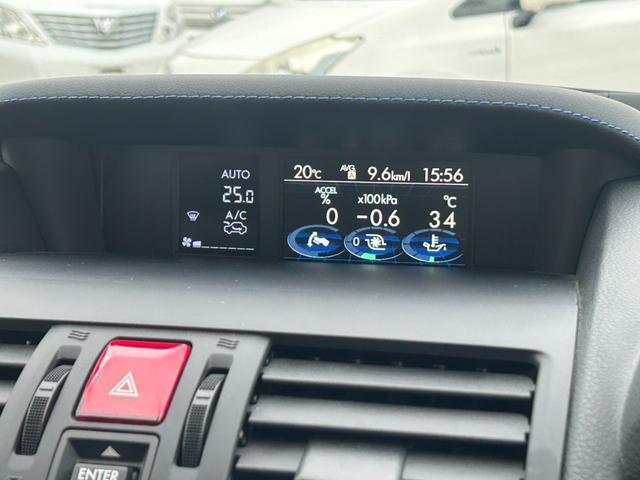 AUTO
25.0
A/C
20℃ AVG. A 9.6km/l 15:56
ACCEL % x100kPa ℃
0 -0.6 34
0
ENTER